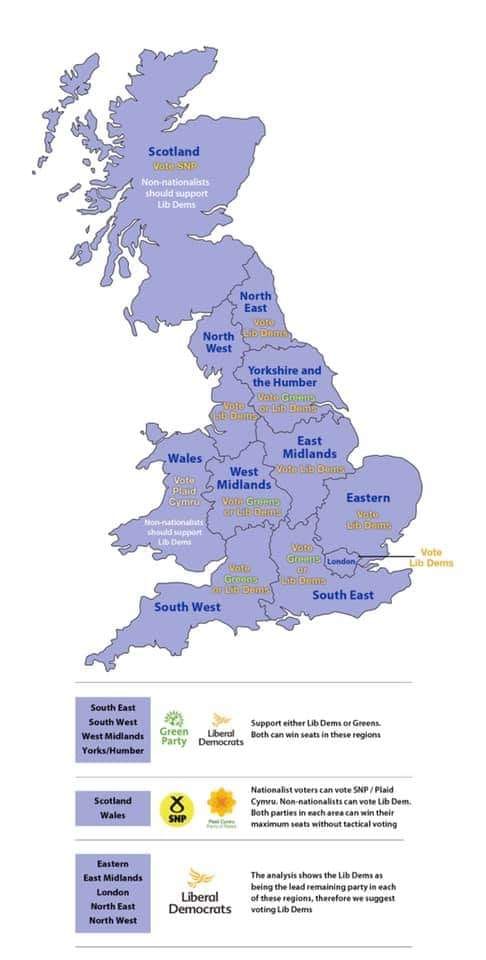 Scotland
Vote SNP
Non-nationalists
should support
Lib Dems
North
East
Vote
Lib Dems
North
West
Vote
Lib Dems
Yorkshire and
the Humber
Vote Greens
or Lib Dems
East
Midlands
Vote Lib Dems
Wales
Vote
Plaid
Cymru
Non-nationalists
should support
Lib Dems
West
Midlands
Vote Greens
or Lib Dems
Eastern
Vote
Lib Dems
Vote
Greens
or
Lib Dems
London
Vote
Lib Dems
Vote
Greens
or Lib Dems
South East
South West
South East
South West
West Midlands
Yorks/Humber
Green
Party
Liberal
Democrats
Support either Lib Dems or Greens.
Both can win seats in these regions
Scotland
Wales
SNP
Plaid Cymru
Party of Wales
Nationalist voters can vote SNP / Plaid
Cymru. Non-nationalists can vote Lib Dem.
Both parties in each area can win their
maximum seats without tactical voting
Eastern
East Midlands
London
North East
North West
Liberal
Democrats
The analysis shows the Lib Dems as
being the lead remaining party in each
of these regions, therefore we suggest
voting Lib Dems